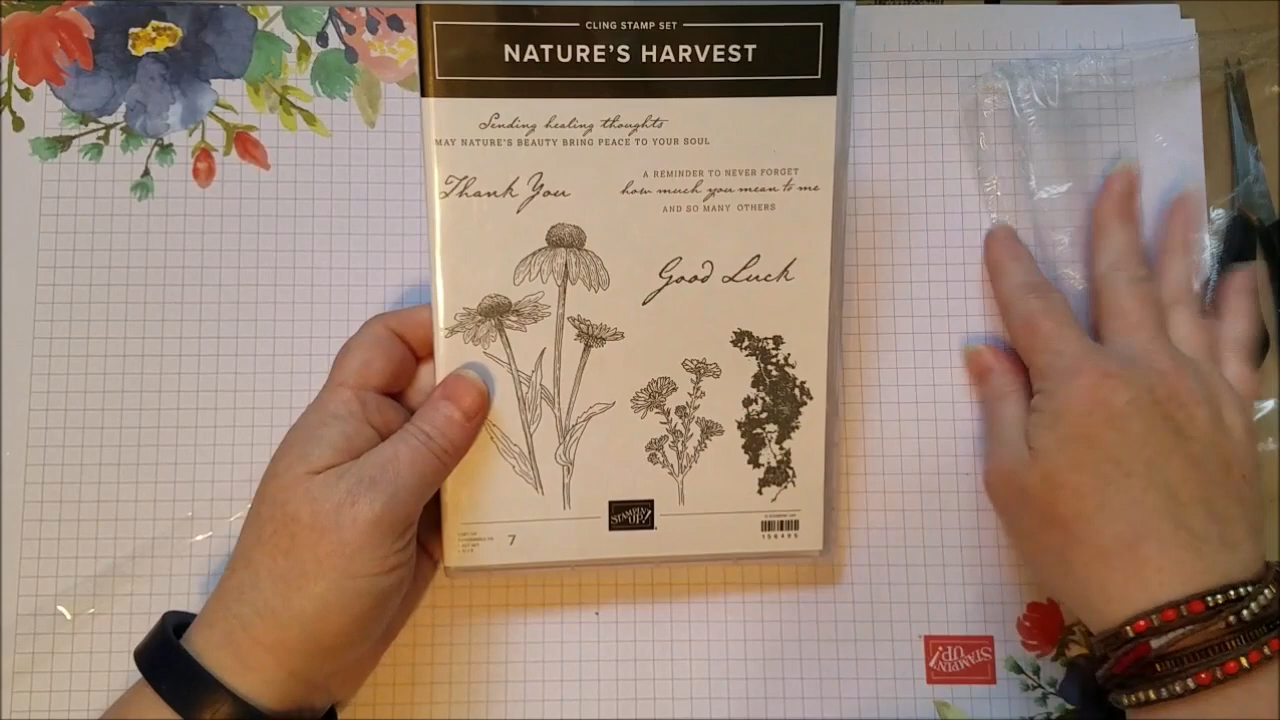 CLING STAMP SET
NATURE'S HARVEST
Sending healing thoughts
MAY NATURE'S BEAUTY BRING PEACE TO YOUR SOUL
Thank You
A REMINDER TO NEVER FORGET
how much you mean to me
AND SO MANY OTHERS
Good Luck
STAMPIN' UP!
7
STAMPIN' UP!